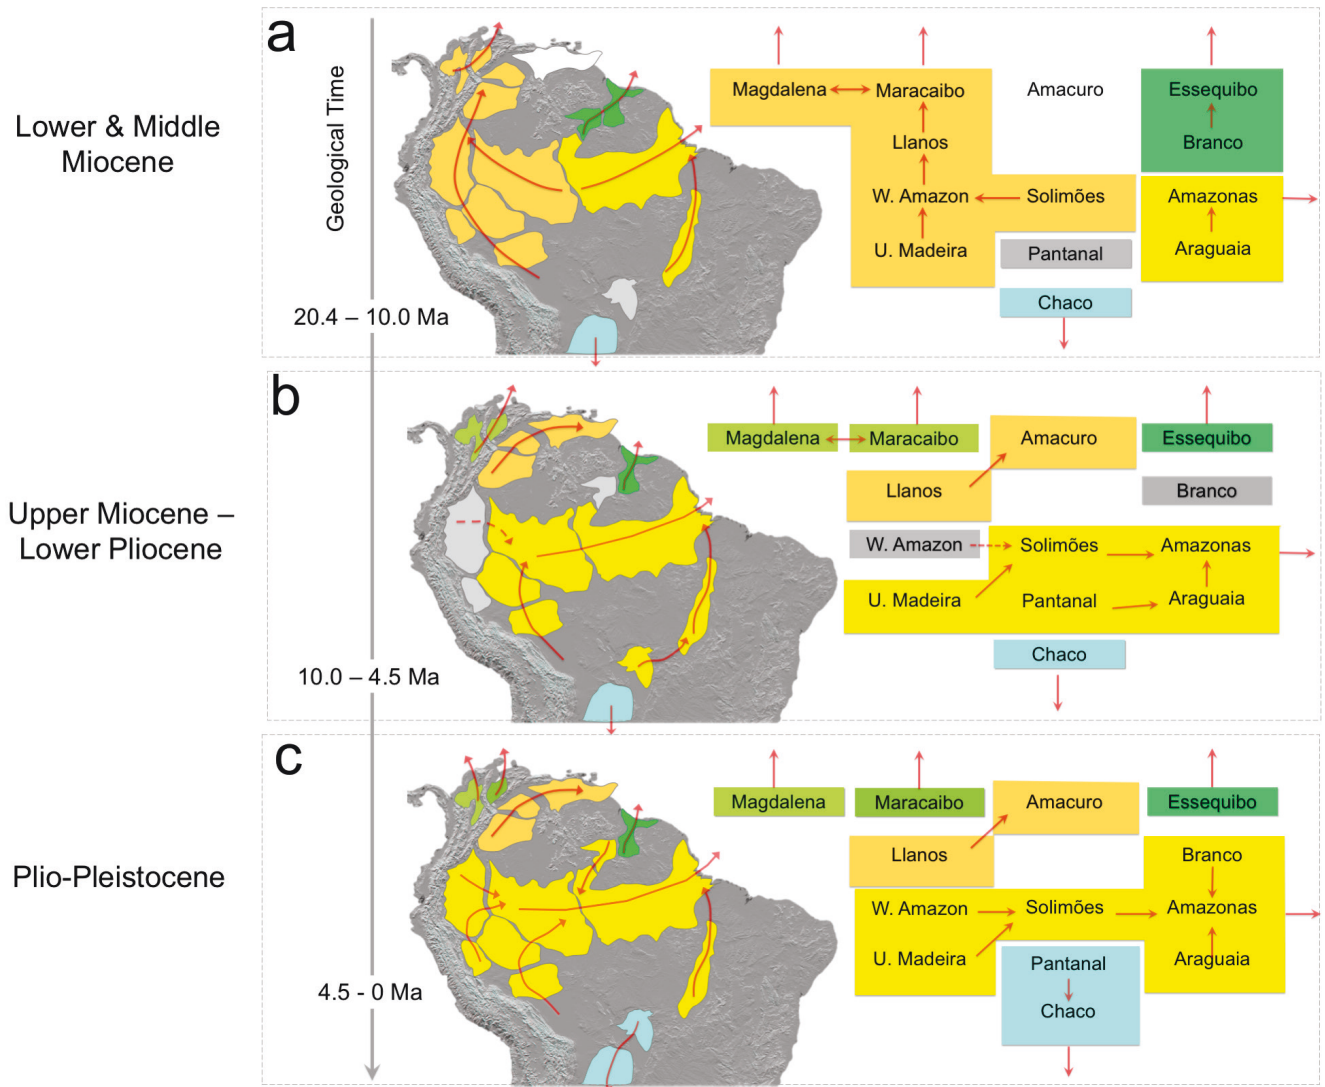 Lower & Middle
Miocene
Geological Time
20.4 – 10.0 Ma
a
Magdalena
Maracaibo
Amacuro
Essequibo
Llanos
Branco
W. Amazon
Solimões
Amazonas
U. Madeira
Pantanal
Araguaia
Chaco
Upper Miocene –
Lower Pliocene
10.0 – 4.5 Ma
b
Magdalena
Maracaibo
Amacuro
Essequibo
Llanos
Branco
W. Amazon
Solimões
Amazonas
U. Madeira
Pantanal
Araguaia
Chaco
Plio-Pleistocene
4.5 - 0 Ma
c
Magdalena
Maracaibo
Amacuro
Essequibo
Llanos
Branco
W. Amazon
Solimões
Amazonas
U. Madeira
Pantanal
Araguaia
Chaco